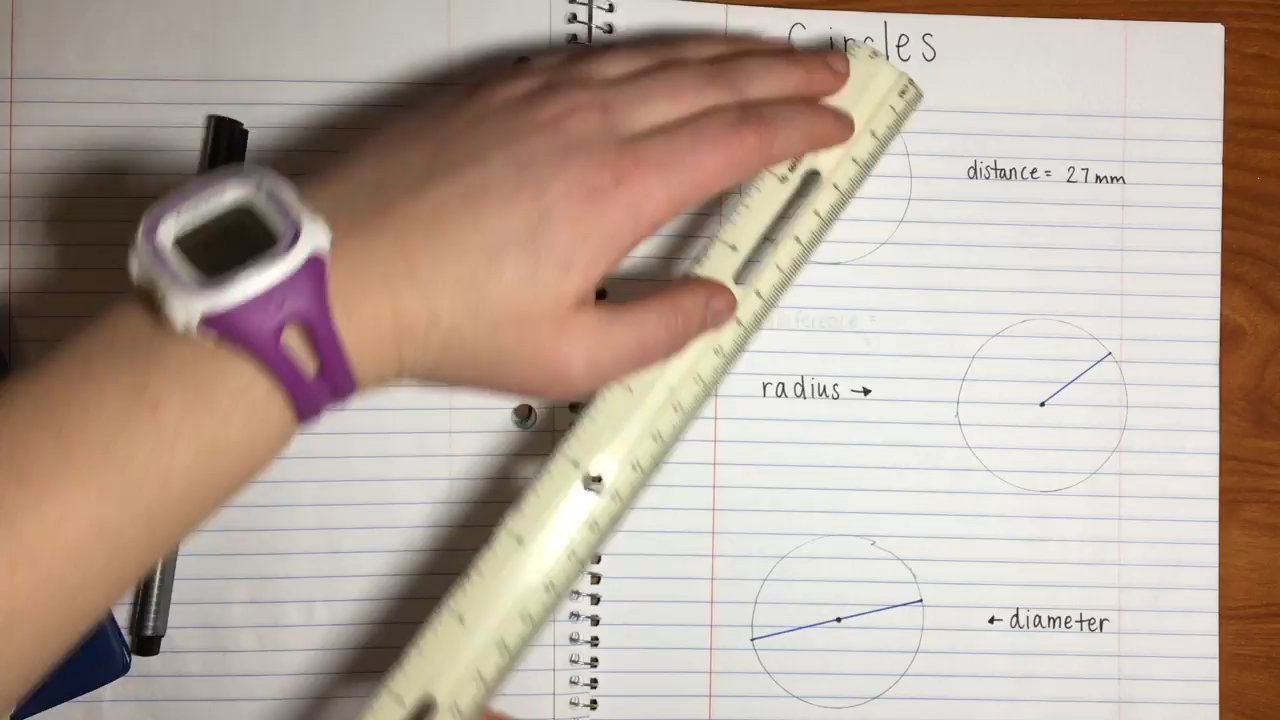 Circles
distance = 27mm
radius →
← diameter